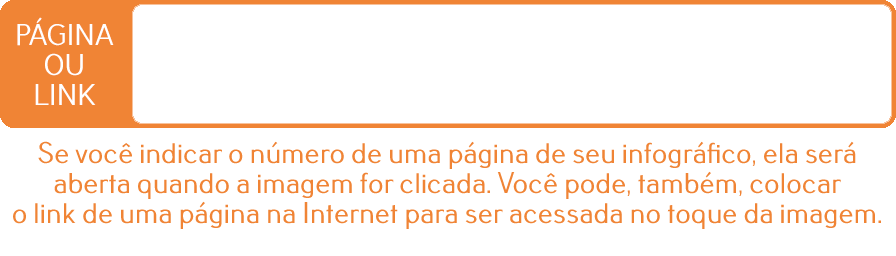 PÁGINA
OU
LINK
Se você indicar o número de uma página de seu infográfico, ela será
aberta quando a imagem for clicada. Você pode, também, colocar
o link de uma página na Internet para ser acessada no toque da imagem.